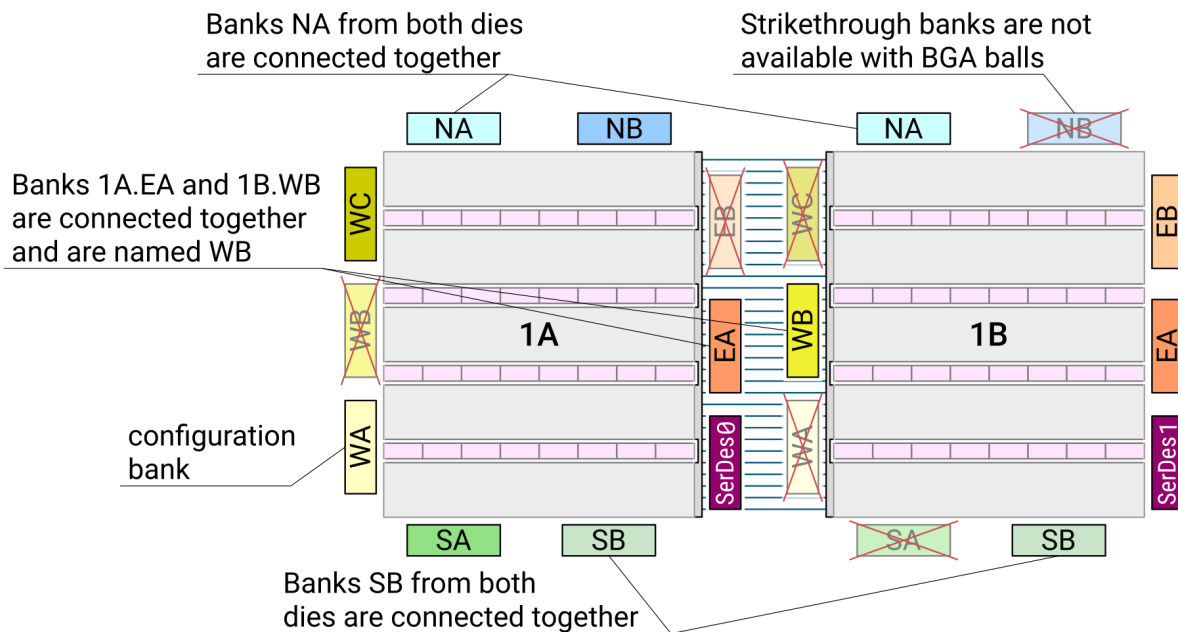 Banks NA from both dies
are connected together
Strikethrough banks are not
available with BGA balls
NA
NB
NA
NB
Banks 1A.EA and 1B.WB
are connected together
and are named WB
WC
EB
WC
EB
WB
1A
EA
WB
1B
EA
configuration
bank
WA
SerDes0
WA
SerDes1
SA
SB
SA
SB
Banks SB from both
dies are connected together